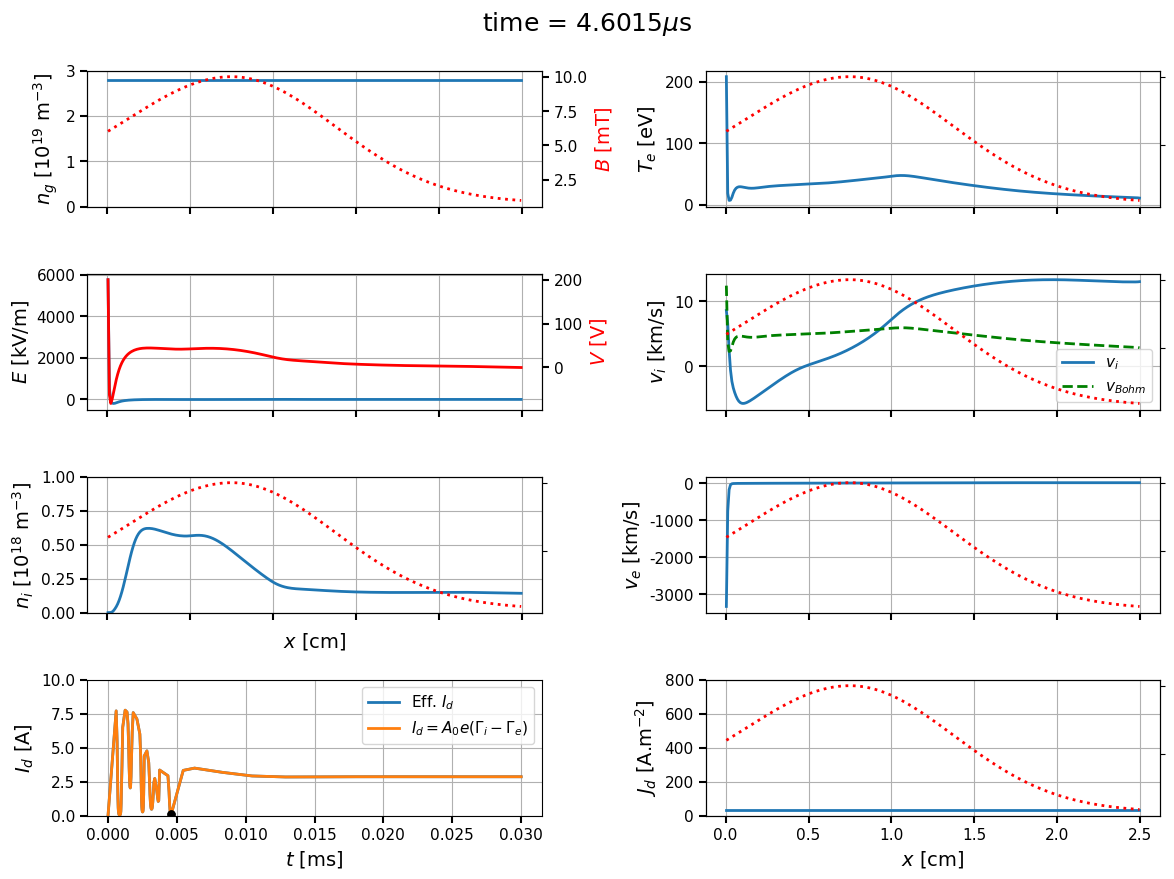 time = 4.6015μs
n_g [10^19 m^−3]
3
2
1
0
10.0
7.5
5.0
2.5
B [mT]
T_e [eV]
200
100
0
E [kV/m]
6000
4000
2000
0
200
100
0
V [V]
v_i [km/s]
10
0
v_i
v_Bohm
n_i [10^18 m^−3]
1.00
0.75
0.50
0.25
0.00
x [cm]
v_e [km/s]
0
-1000
-2000
-3000
I_d [A]
10.0
7.5
5.0
2.5
0.0
Eff. I_d
I_d = A_0e(Γ_i − Γ_e)
0.000 0.005 0.010 0.015 0.020 0.025 0.030
t [ms]
J_d [A.m^−2]
800
600
400
200
0
0.0 0.5 1.0 1.5 2.0 2.5
x [cm]